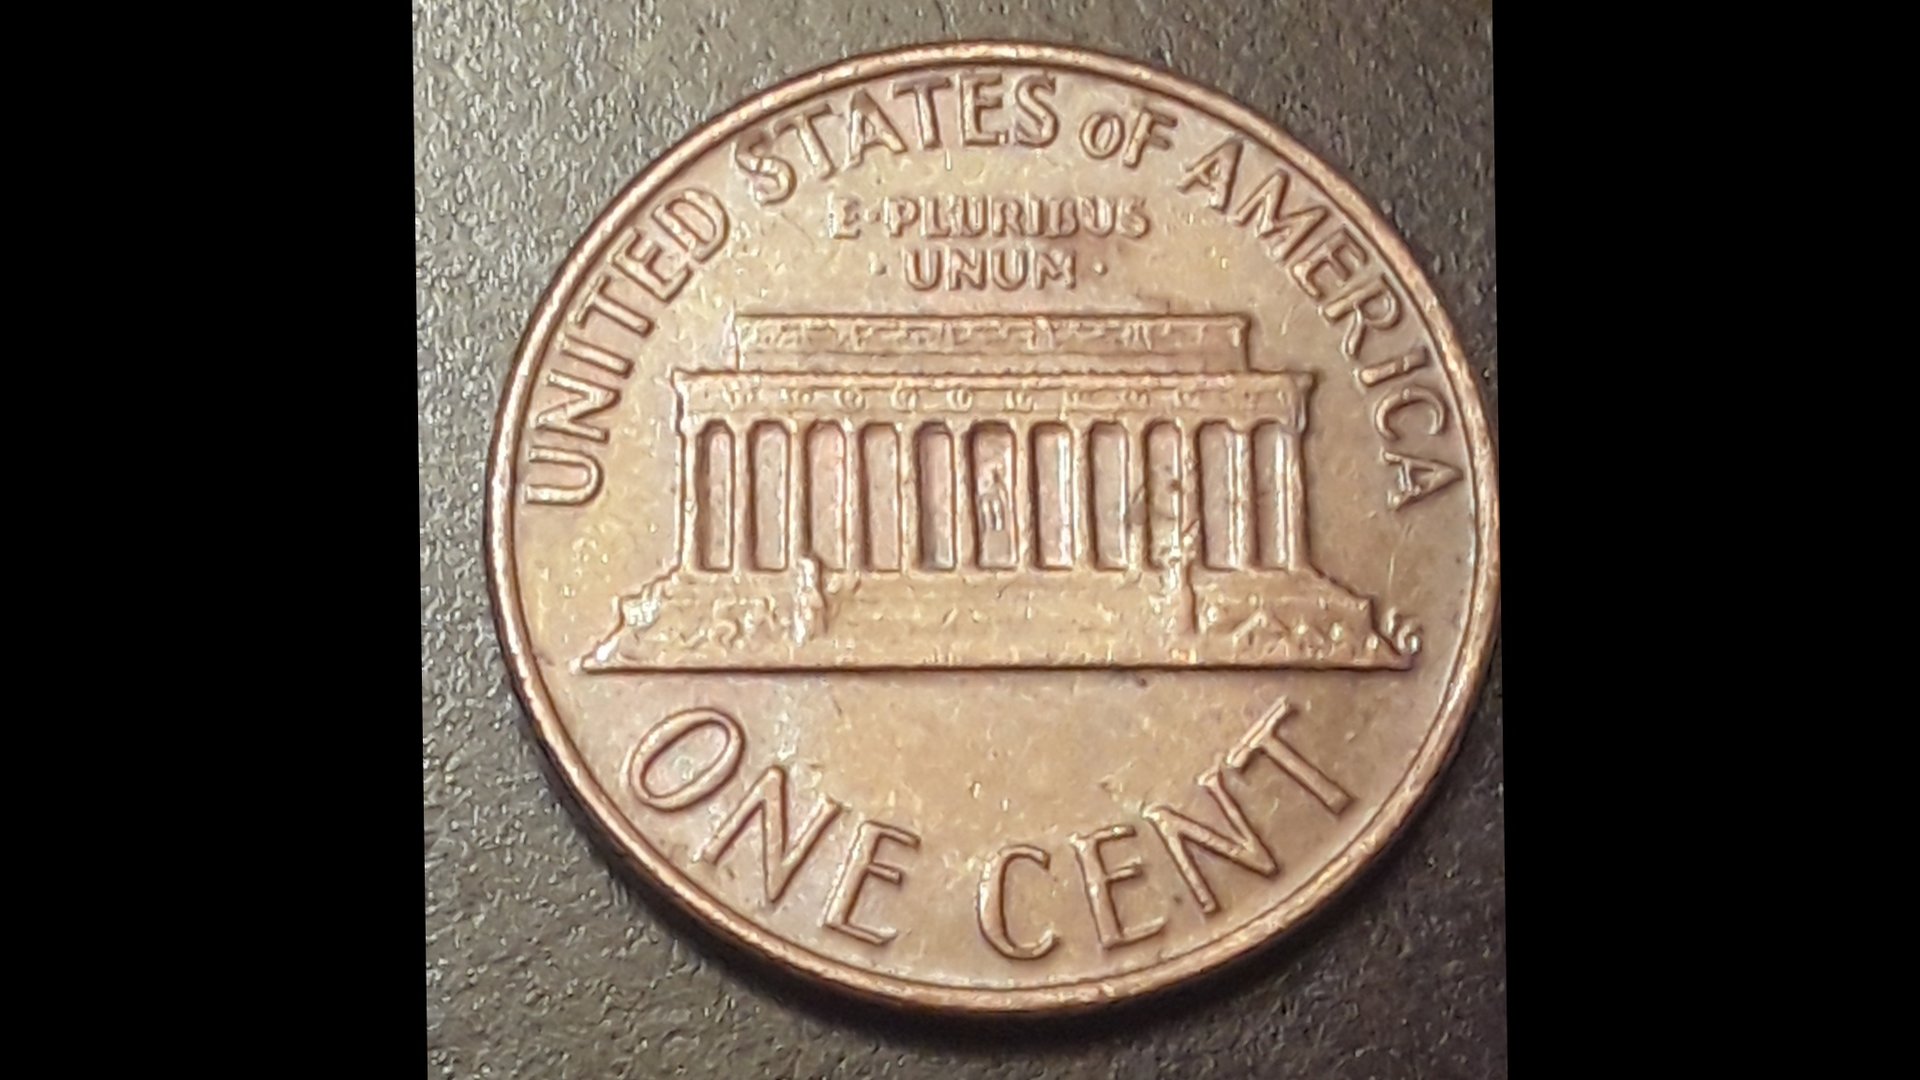 UNITED STATES OF AMERICA
E·PLURIBUS
·UNUM·
ONE CENT